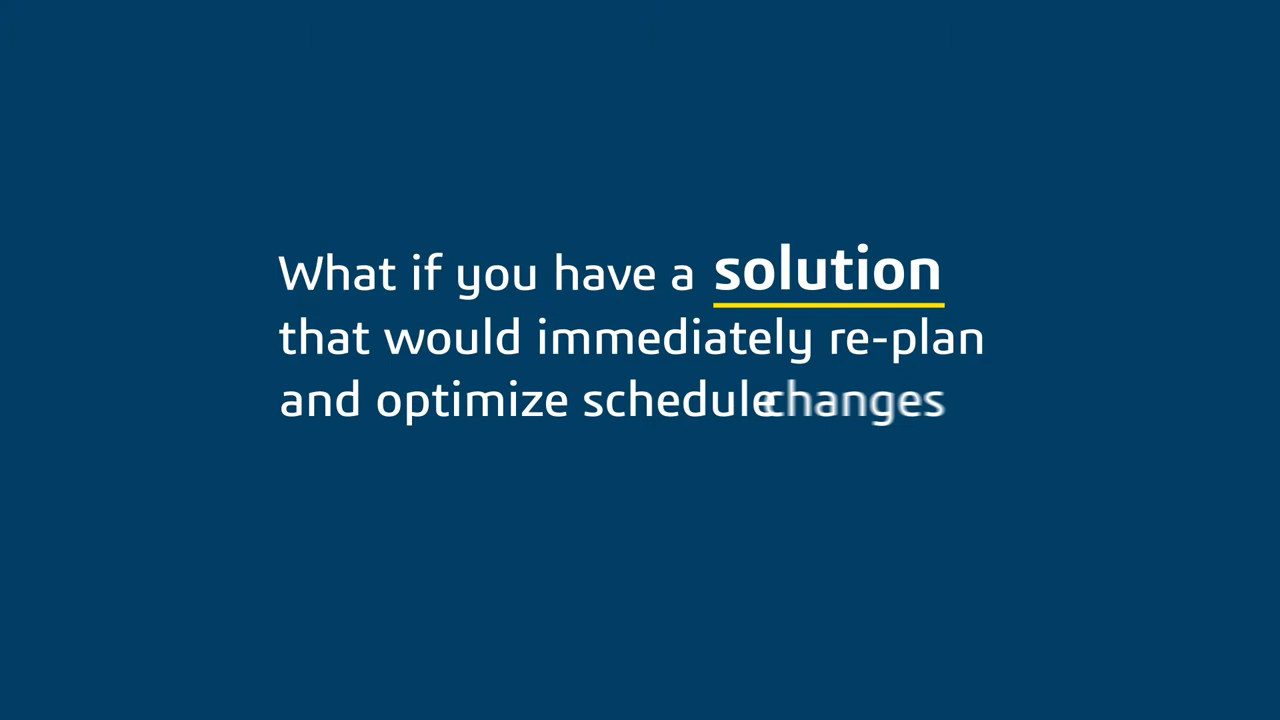 What if you have a solution
that would immediately re-plan
and optimize schedule changes